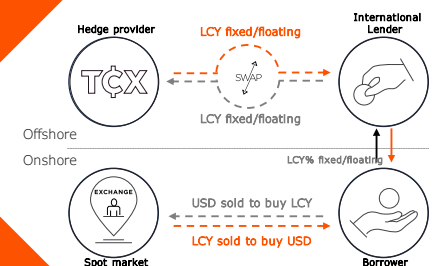 International
Lender
Hedge provider
LCY fixed/floating
TCX
SWAP
LCY fixed/floating
Offshore
Onshore
LCY% fixed/floating
EXCHANGE
USD sold to buy LCY
LCY sold to buy USD
Spot market
Borrower